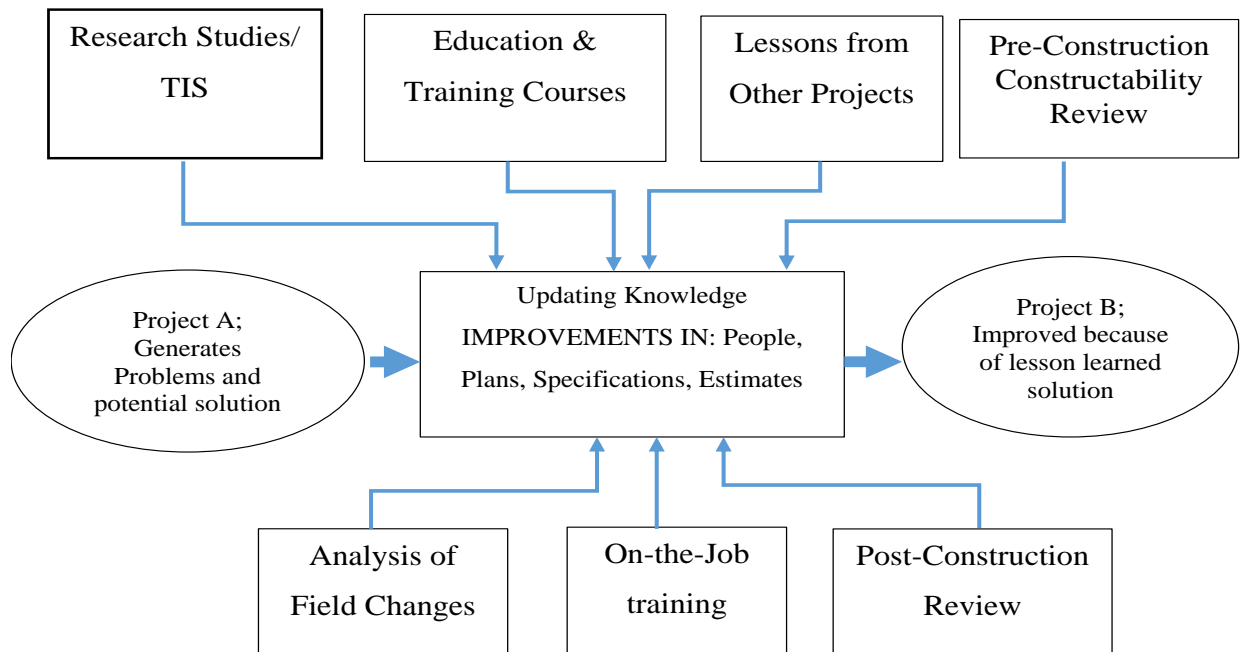 Research Studies/
TIS
Education &
Training Courses
Lessons from
Other Projects
Pre-Construction
Constructability
Review
Project A;
Generates
Problems and
potential solution
Updating Knowledge
IMPROVEMENTS IN: People,
Plans, Specifications, Estimates
Project B;
Improved because
of lesson learned
solution
Analysis of
Field Changes
On-the-Job
training
Post-Construction
Review